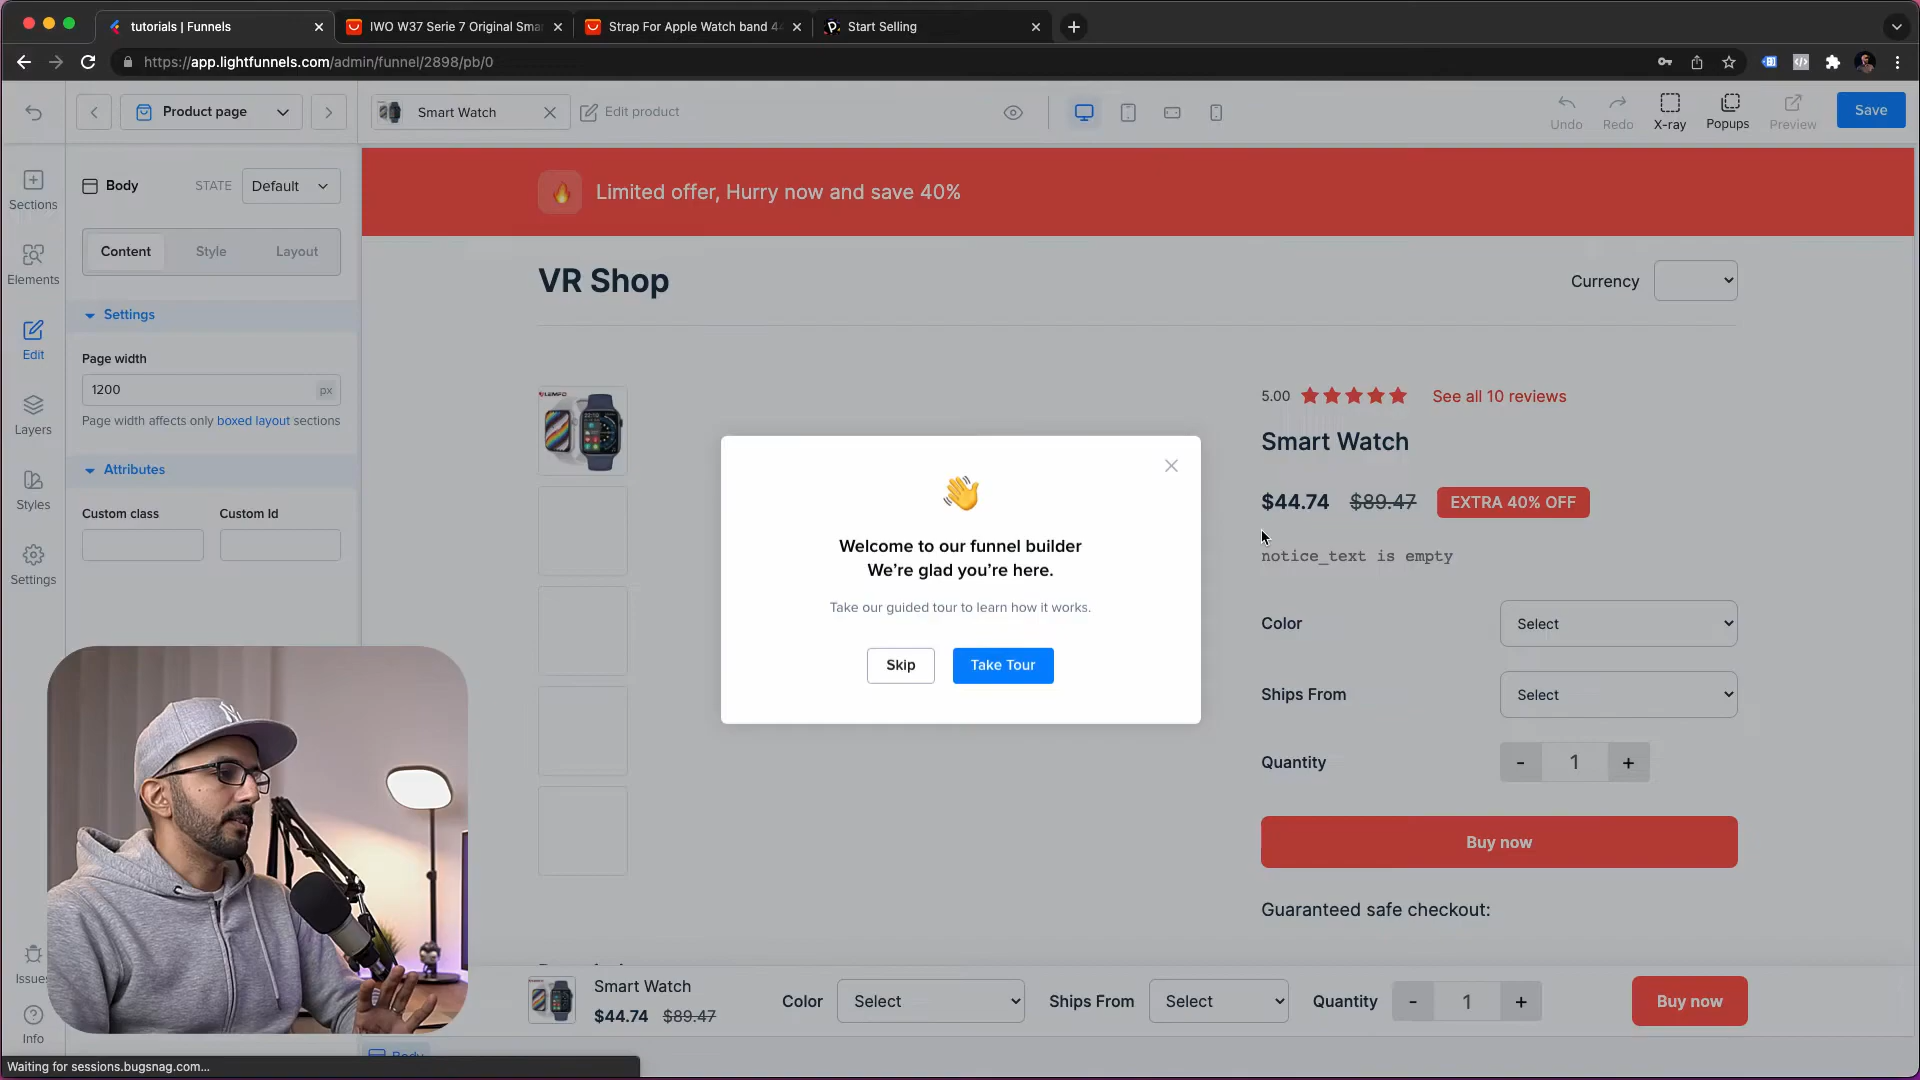 tutorials | Funnels
IWO W37 Serie 7 Original Sma
Strap For Apple Watch band 44
Start Selling
https://app.lightfunnels.com/admin/funnel/2898/pb/0
Product page
Smart Watch
Edit product
Undo
Redo
X-ray
Popups
Preview
Save
Sections
Elements
Edit
Layers
Styles
Settings
Issues
Info
Body
STATE
Default
Content
Style
Layout
Settings
Page width
1200
px
Page width affects only boxed layout sections
Attributes
Custom class
Custom Id
Limited offer, Hurry now and save 40%
VR Shop
Currency
5.00
See all 10 reviews
Smart Watch
$44.74
$89.47
EXTRA 40% OFF
notice_text is empty
Color
Select
Ships From
Select
Quantity
-
1
+
Buy now
Guaranteed safe checkout:
Welcome to our funnel builder
We're glad you're here.
Take our guided tour to learn how it works.
Skip
Take Tour
Smart Watch
$44.74
$89.47
Color
Select
Ships From
Select
Quantity
-
1
+
Buy now
Body
Waiting for sessions.bugsnag.com...